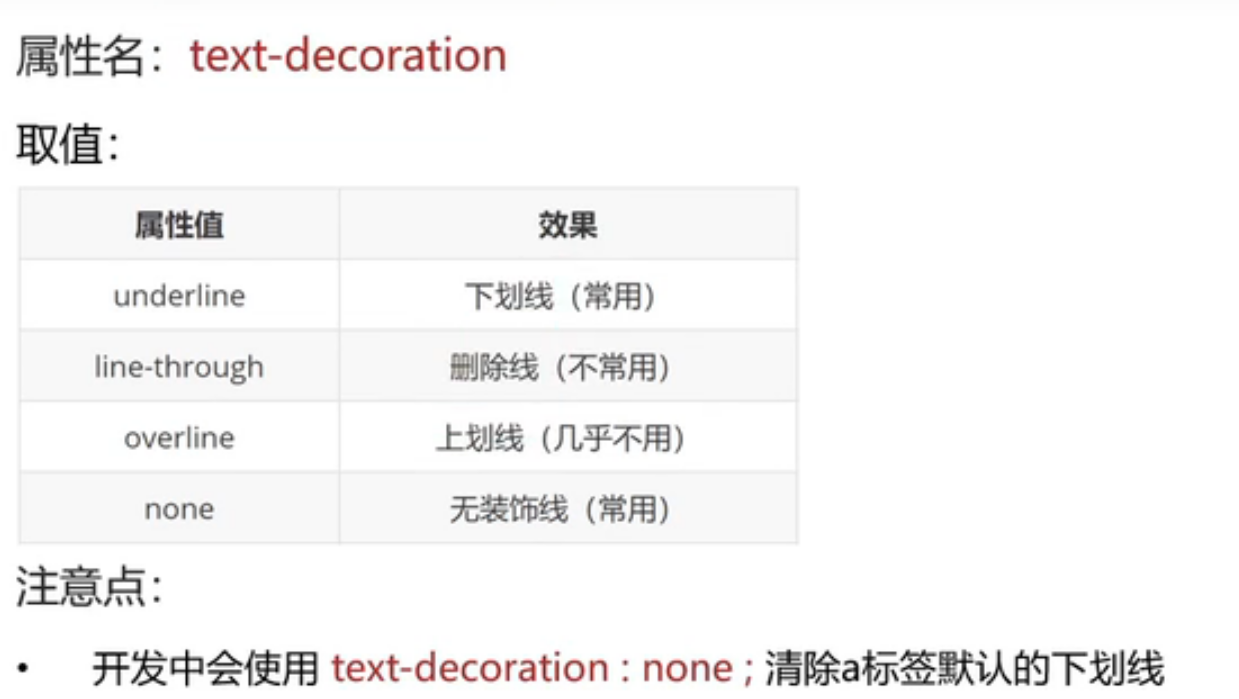 属性名：text-decoration
取值：
属性值 效果
underline 下划线（常用）
line-through 删除线（不常用）
overline 上划线（几乎不用）
none 无装饰线（常用）
注意点：
• 开发中会使用 text-decoration : none ; 清除a标签默认的下划线